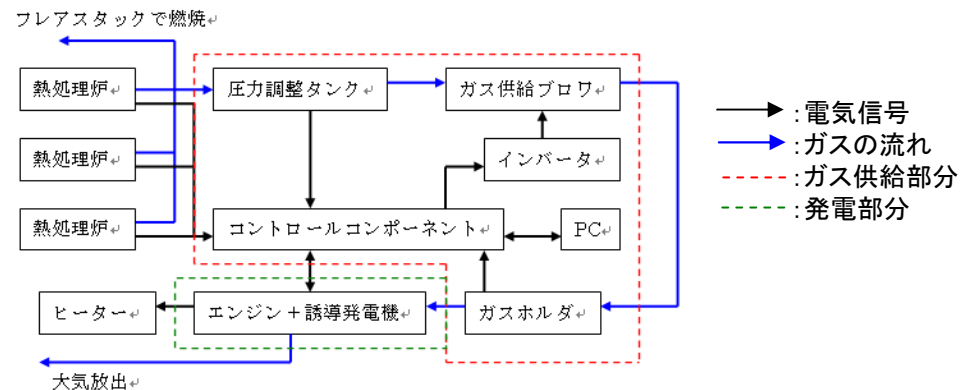 フレアスタックで燃焼↵
熱処理炉↵
圧力調整タンク↵
ガス供給ブロワ↵
:電気信号
:ガスの流れ
熱処理炉↵
インバータ↵
:ガス供給部分
:発電部分
熱処理炉↵
コントロールコンポーネント↵
PC↵
ヒーター↵
エンジン+誘導発電機↵
ガスホルダ↵
大気放出↵